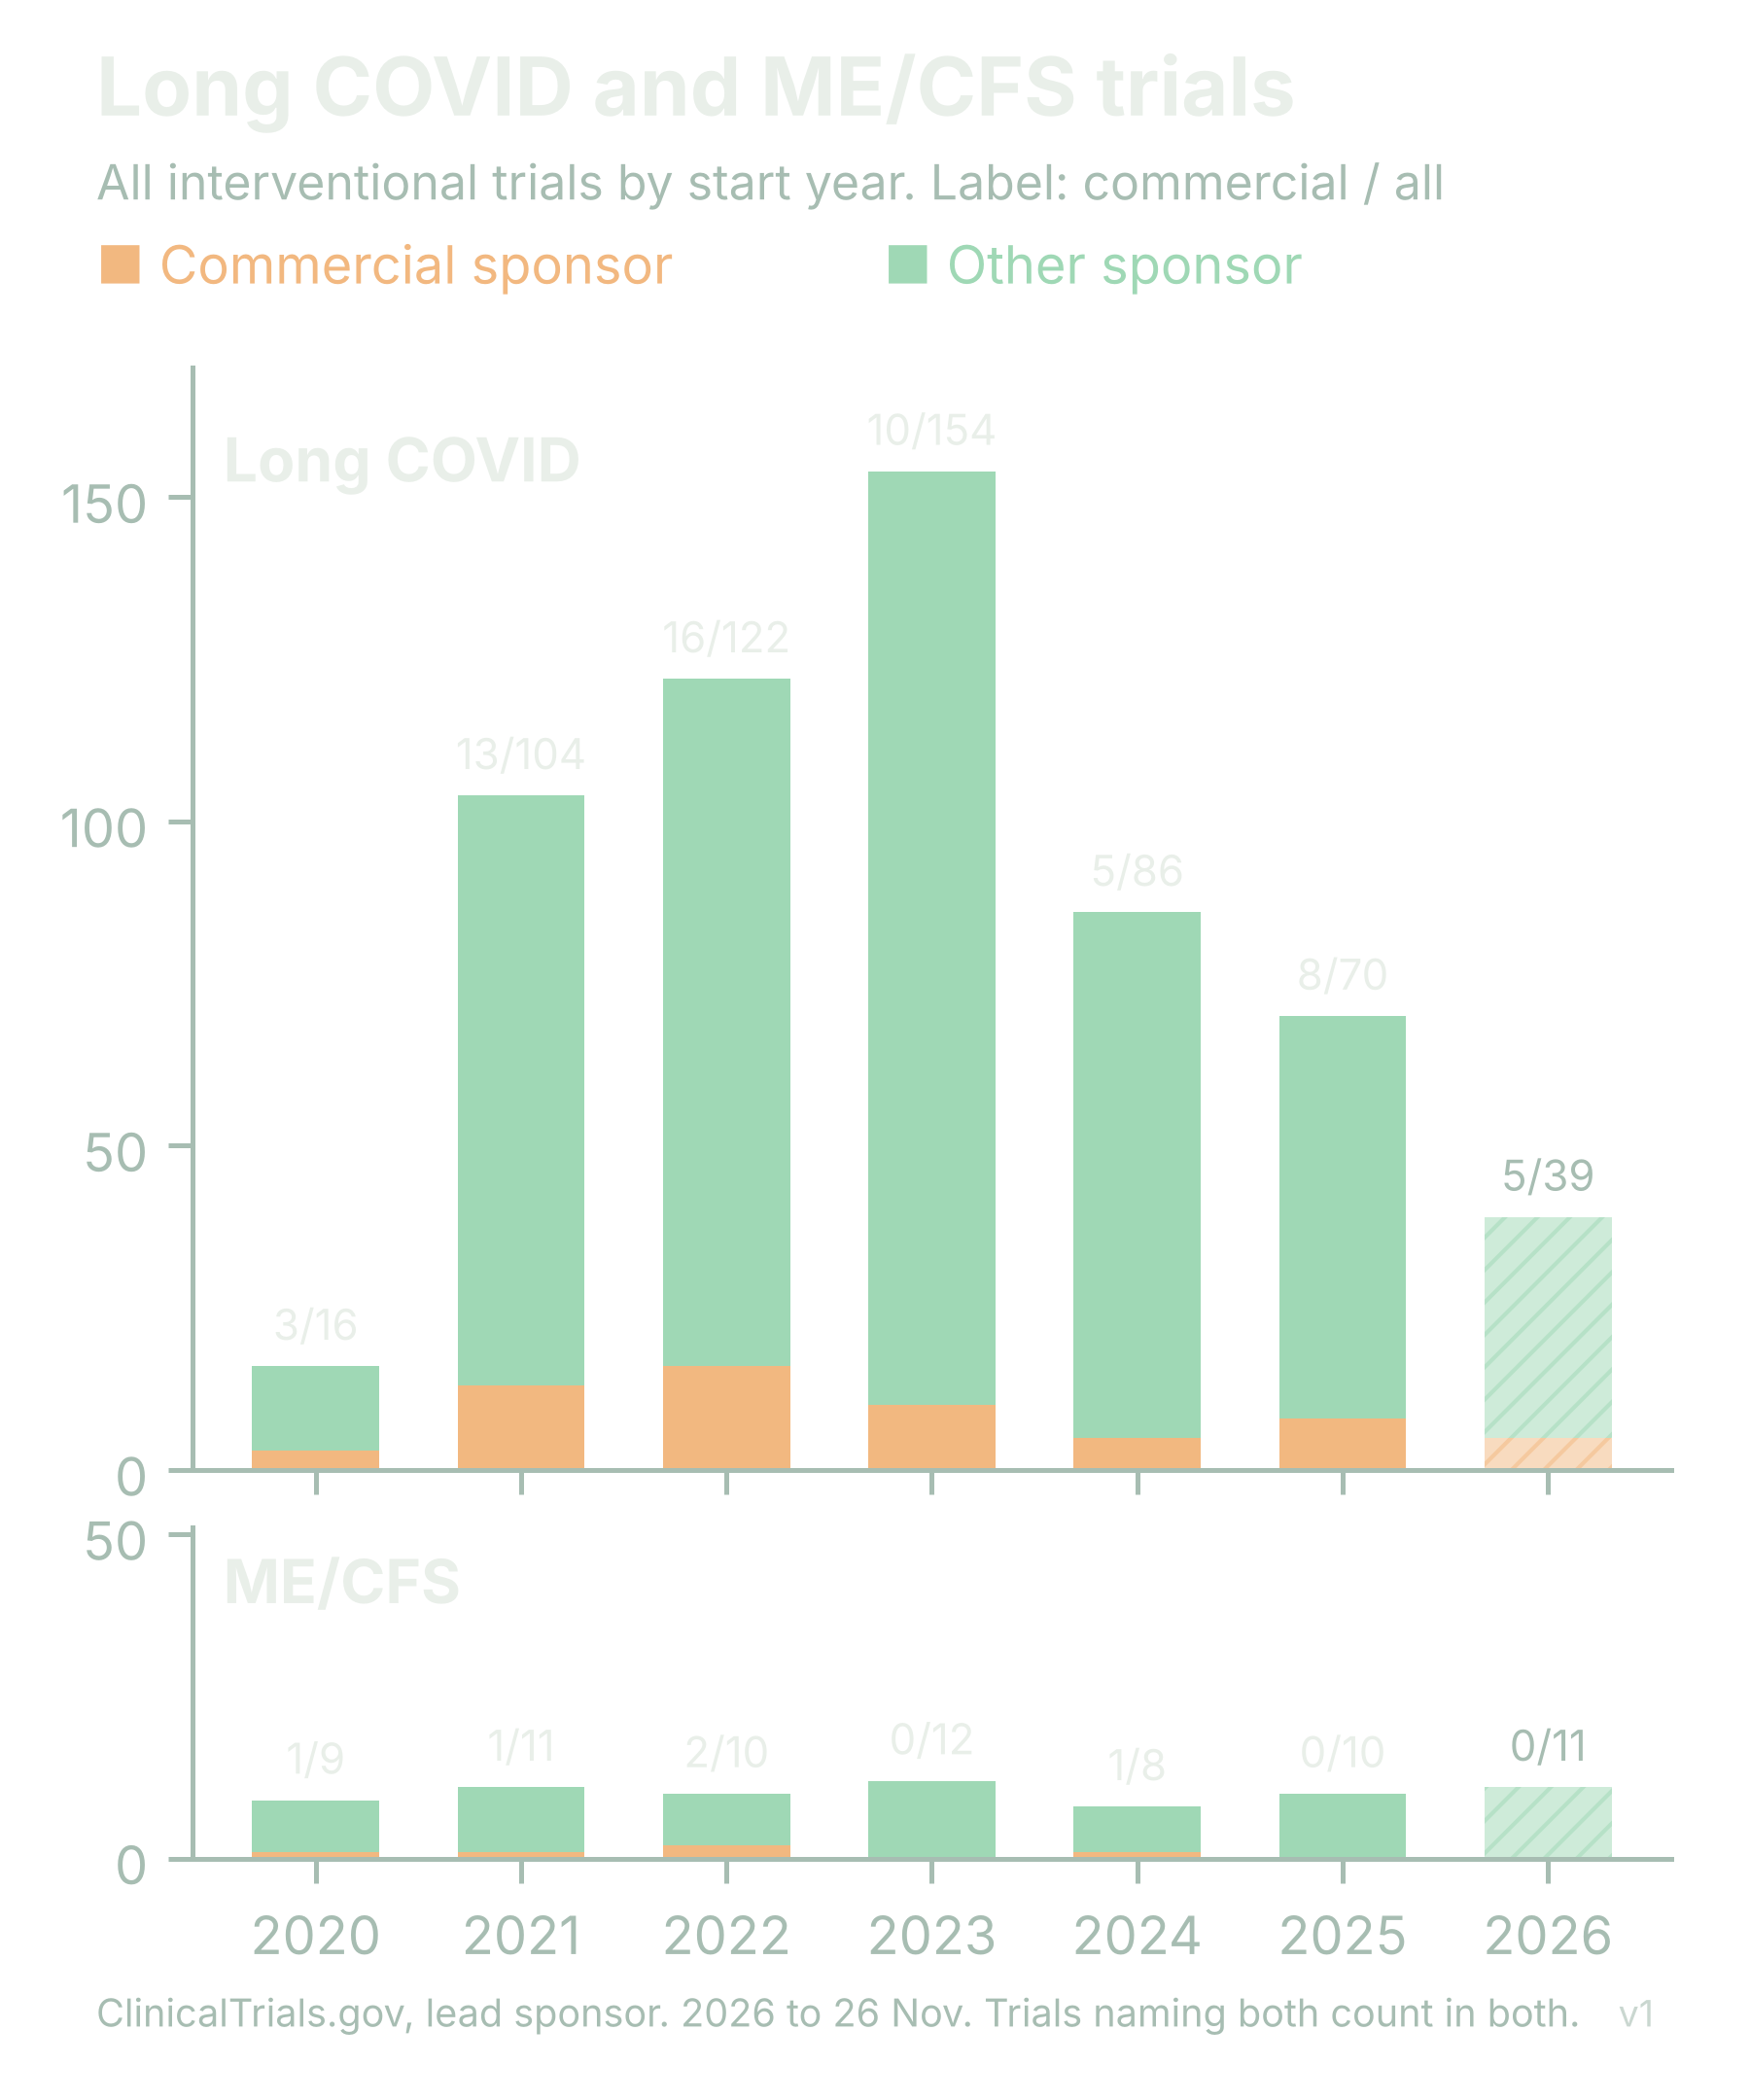 Long COVID and ME/CFS trials
All interventional trials by start year. Label: commercial / all
Commercial sponsor Other sponsor
Long COVID
10/154
150
16/122
13/104
100
5/86
8/70
50
5/39
3/16
0
50
ME/CFS
1/9 1/11 2/10 0/12 1/8 0/10 0/11
0
2020 2021 2022 2023 2024 2025 2026
ClinicalTrials.gov, lead sponsor. 2026 to 26 Nov. Trials naming both count in both. v1